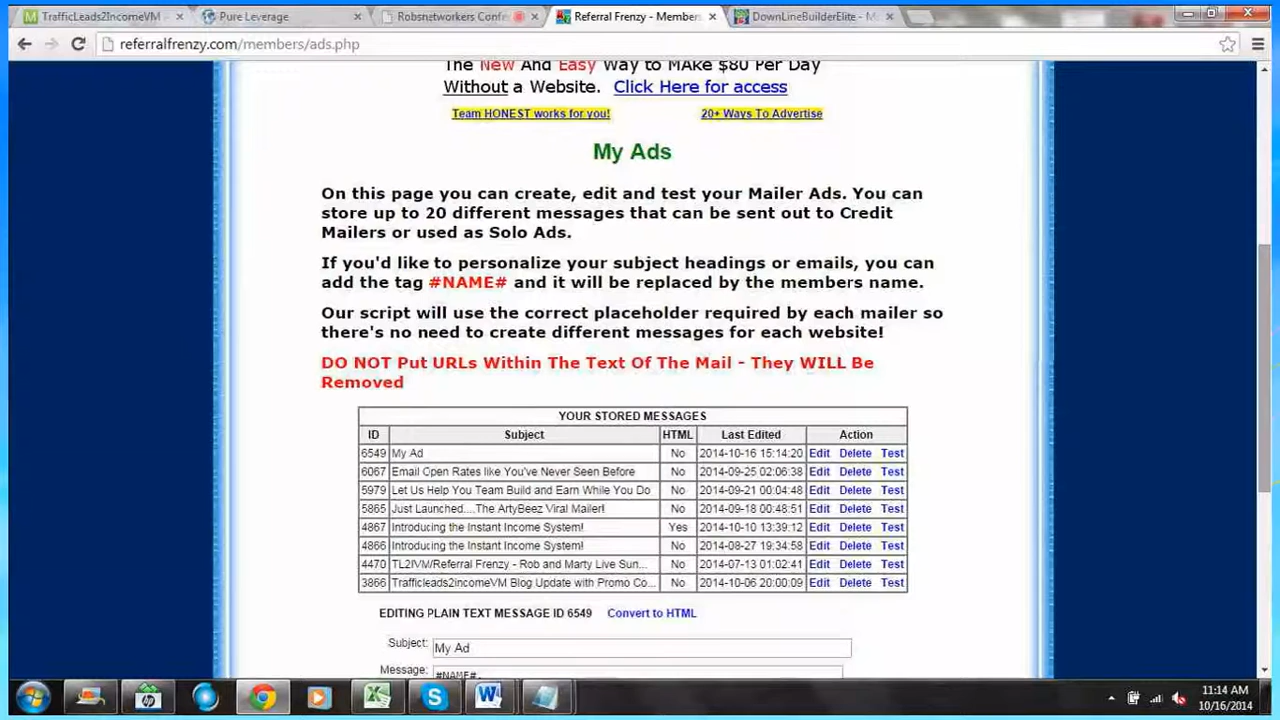 TrafficLeads2IncomeVM
Pure Leverage
Robsnetworkers Conf
Referral Frenzy - Members
DownLineBuilderElite - M
referralfrenzy.com/members/ads.php
The New And Easy Way to MAke $80 Per Day
Without a Website. Click Here for access
Team HONEST works for you! 20+ Ways To Advertise
My Ads
On this page you can create, edit and test your Mailer Ads. You can
store up to 20 different messages that can be sent out to Credit
Mailers or used as Solo Ads.
If you'd like to personalize your subject headings or emails, you can
add the tag #NAME# and it will be replaced by the members name.
Our script will use the correct placeholder required by each mailer so
there's no need to create different messages for each website!
DO NOT Put URLs Within The Text Of The Mail - They WILL Be
Removed
YOUR STORED MESSAGES
ID Subject HTML Last Edited Action
6549 My Ad No 2014-10-16 15:14:20 Edit Delete Test
6067 Email Open Rates like You've Never Seen Before No 2014-09-25 02:06:38 Edit Delete Test
5979 Let Us Help You Team Build and Earn While You Do No 2014-09-21 00:04:48 Edit Delete Test
5865 Just Launched....The ArtyBeez Viral Mailer! No 2014-09-18 00:48:51 Edit Delete Test
4867 Introducing the Instant Income System! Yes 2014-10-10 13:39:12 Edit Delete Test
4866 Introducing the Instant Income System! No 2014-08-27 19:34:58 Edit Delete Test
4470 TL2IVM/Referral Frenzy - Rob and Marty Live Sun... No 2014-07-13 01:02:41 Edit Delete Test
3866 Trafficleads2incomeVM Blog Update with Promo Co... No 2014-10-06 20:00:09 Edit Delete Test
EDITING PLAIN TEXT MESSAGE ID 6549 Convert to HTML
Subject: My Ad
Message: #NAME#,
11:14 AM
10/16/2014